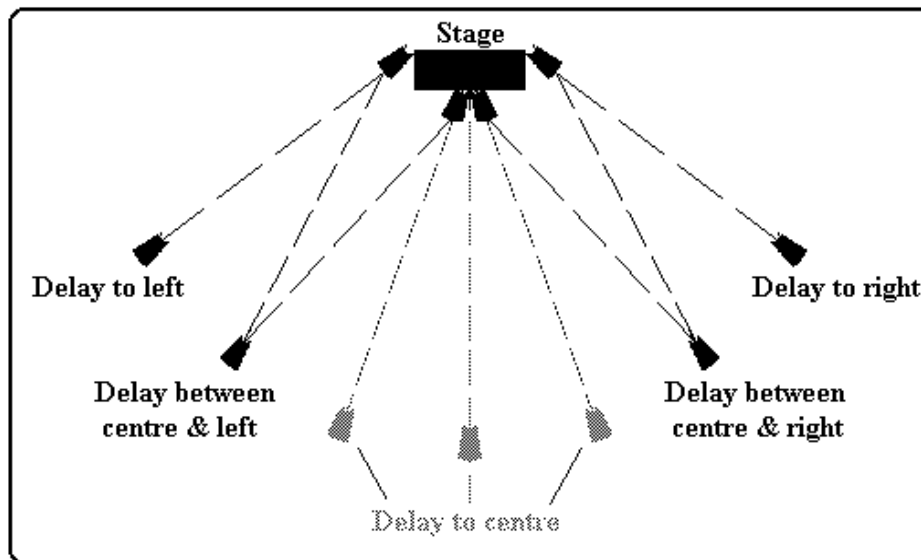 Stage
Delay to left
Delay to right
Delay between
centre & left
Delay between
centre & right
Delay to centre